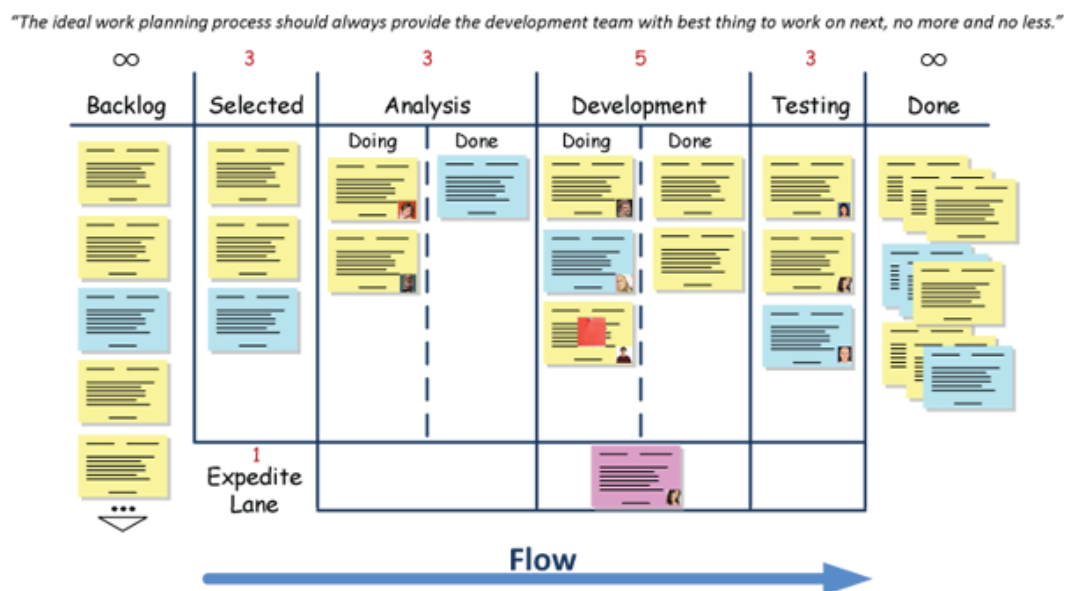 "The ideal work planning process should always provide the development team with best thing to work on next, no more and no less."
∞ 3 3 5 3 ∞
Backlog Selected Analysis Development Testing Done
Doing Done Doing Done
...
1
Expedite
Lane
Flow